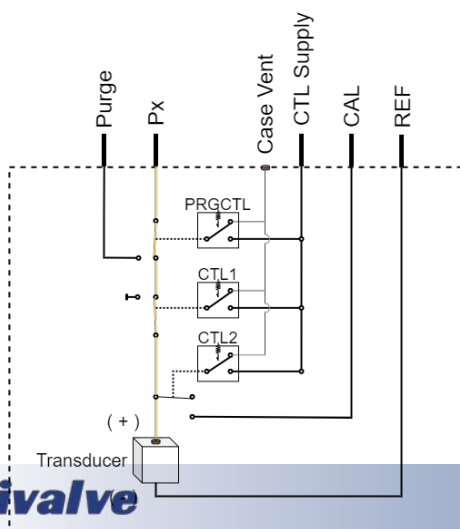 Purge
Px
Case Vent
CTL Supply
CAL
REF
PRGCTL
CTL1
CTL2
( + )
Transducer
ivalve